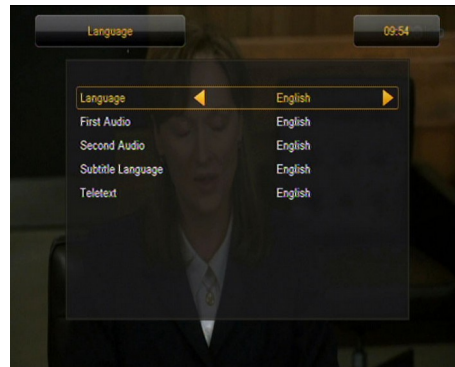 Language 09:54
Language English
First Audio English
Second Audio English
Subtitle Language English
Teletext English